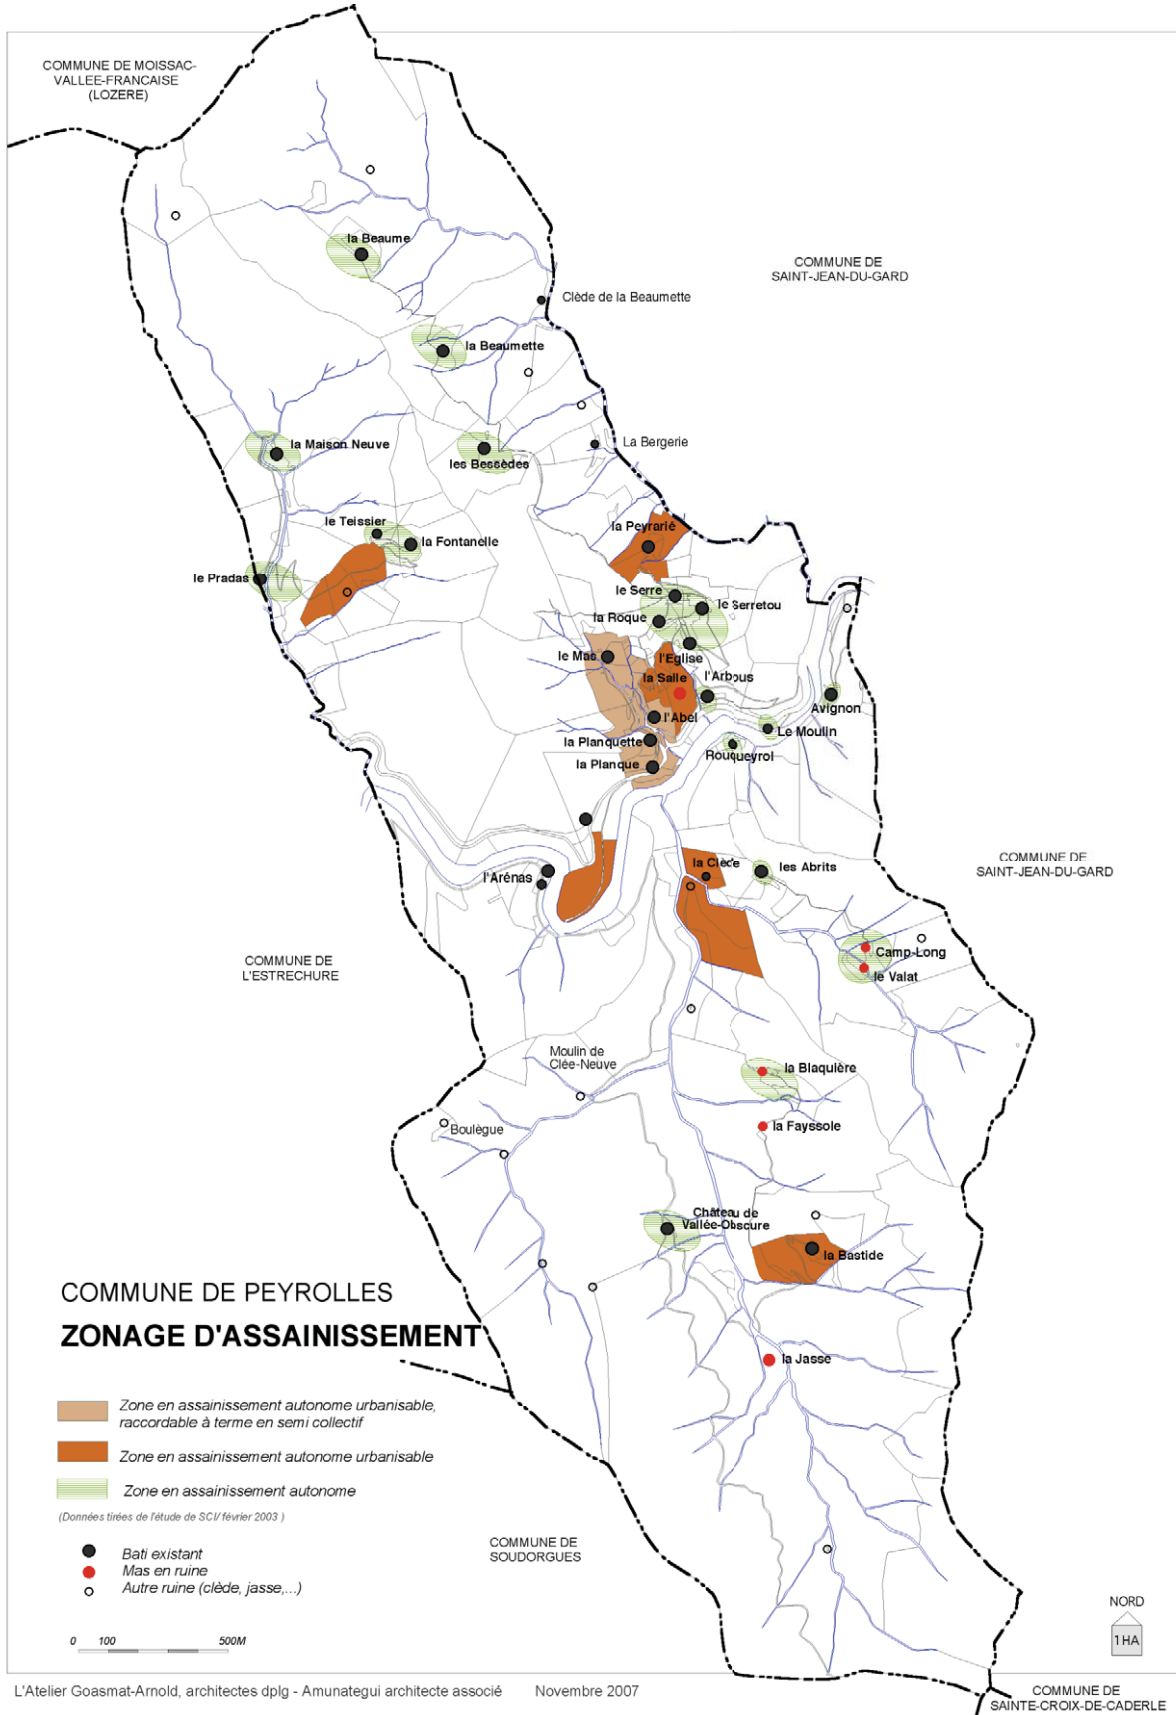 COMMUNE DE MOISSAC-
VALLEE-FRANCAISE
(LOZERE)
la Beaume
COMMUNE DE
SAINT-JEAN-DU-GARD
Clède de la Beaumette
la Beaumette
la Maison Neuve
La Bergerie
les Bessèdes
le Teissier
la Peyrarié
la Fontanelle
le Pradas
le Serre
le Serretou
la Roque
le Mas
l'Eglise
la Salle
l'Arbous
Avignon
l'Abel
Le Moulin
la Planquette
Rouqueyrol
la Planque
la Clède
les Abrits
COMMUNE DE
SAINT-JEAN-DU-GARD
l'Arénas
COMMUNE DE
L'ESTRECHURE
Camp-Long
le Valat
Moulin de
Clée-Neuve
la Blaquière
Boulègue
la Fayssole
Château de
Vallée-Obscure
la Bastide
COMMUNE DE PEYROLLES
ZONAGE D'ASSAINISSEMENT
la Jasse
Zone en assainissement autonome urbanisable,
raccordable à terme en semi collectif
Zone en assainissement autonome urbanisable
Zone en assainissement autonome
(Données tirées de l'étude de SCI/ février 2003 )
COMMUNE DE
SOUDORGUES
Bati existant
Mas en ruine
Autre ruine (clède, jasse,...)
NORD
1HA
0 100 500M
L'Atelier Goasmat-Arnold, architectes dplg - Amunategui architecte associé Novembre 2007
COMMUNE DE
SAINTE-CROIX-DE-CADERLE